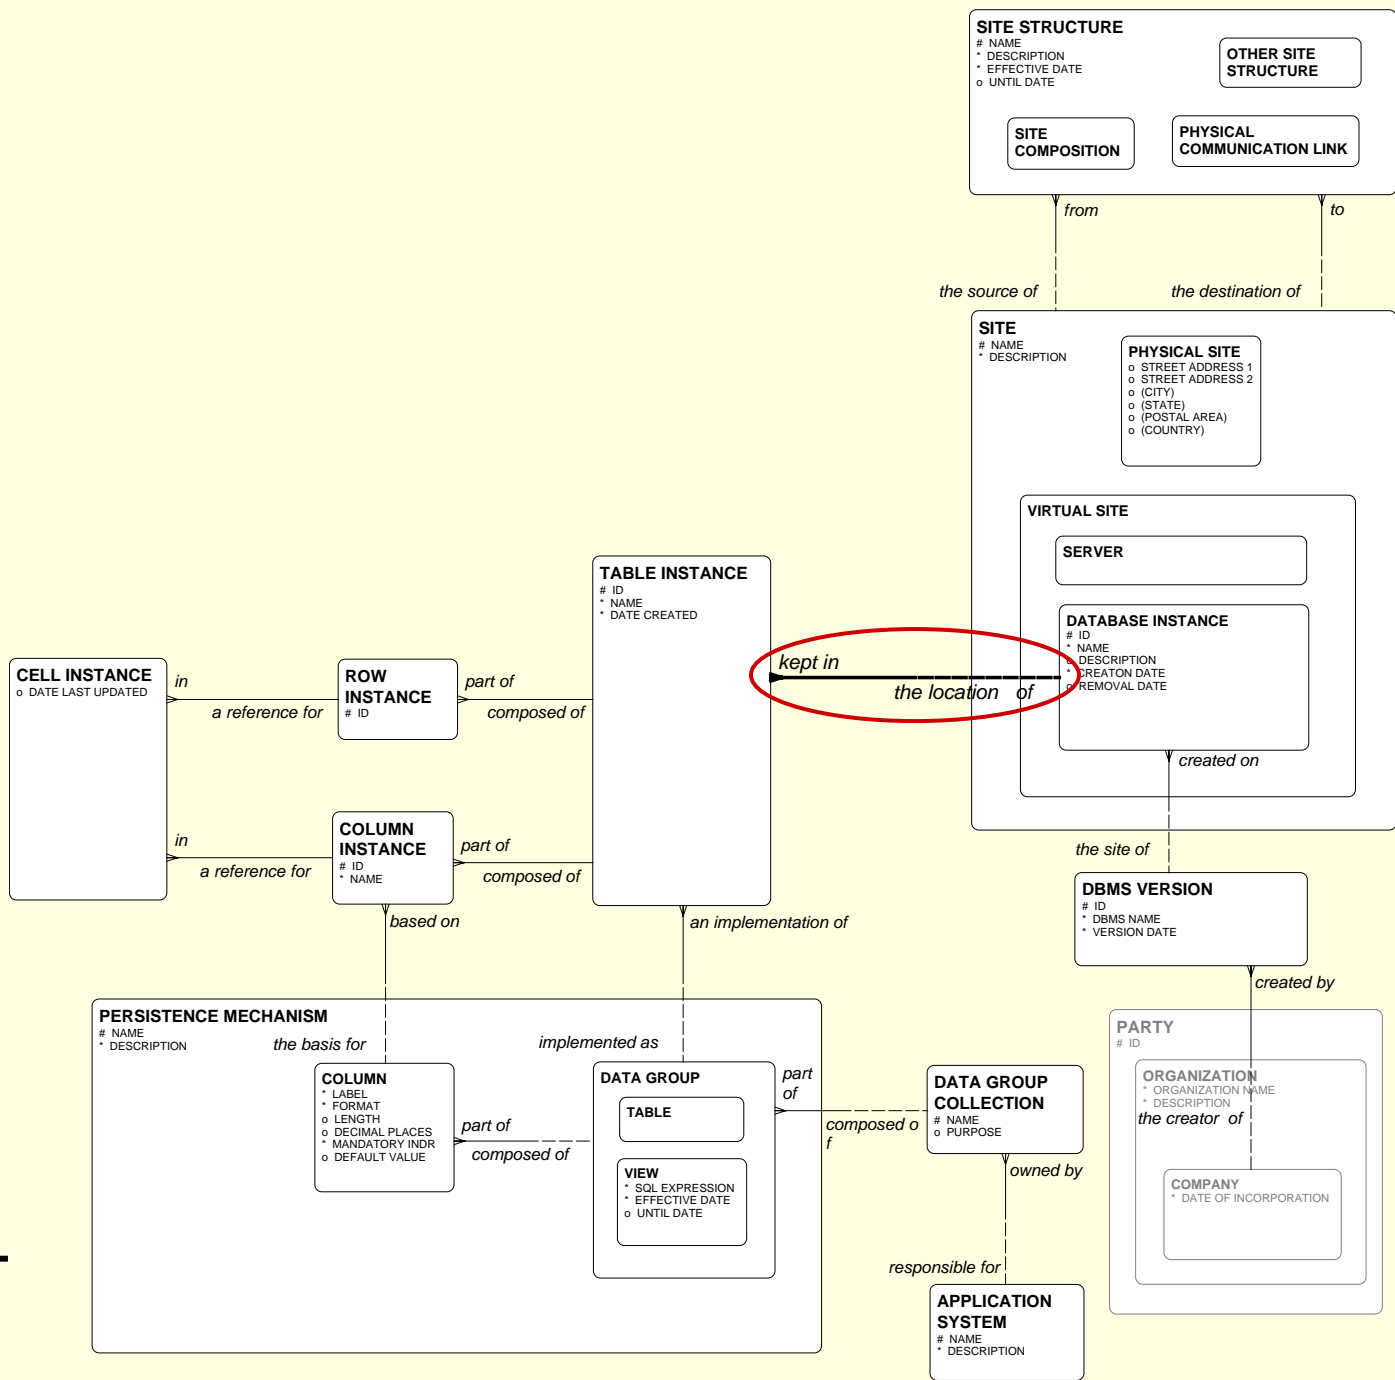 SITE STRUCTURE
# NAME
* DESCRIPTION
* EFFECTIVE DATE
o UNTIL DATE
OTHER SITE
STRUCTURE
SITE
COMPOSITION
PHYSICAL
COMMUNICATION LINK
from
to
the source of
the destination of
SITE
# NAME
* DESCRIPTION
PHYSICAL SITE
o STREET ADDRESS 1
o STREET ADDRESS 2
o (CITY)
o (STATE)
o (POSTAL AREA)
o (COUNTRY)
VIRTUAL SITE
SERVER
DATABASE INSTANCE
# ID
* NAME
o DESCRIPTION
* CREATON DATE
o REMOVAL DATE
TABLE INSTANCE
# ID
* NAME
* DATE CREATED
kept in
the location of
CELL INSTANCE
o DATE LAST UPDATED
in
a reference for
ROW
INSTANCE
# ID
part of
composed of
created on
in
a reference for
COLUMN
INSTANCE
# ID
* NAME
part of
composed of
the site of
DBMS VERSION
# ID
* DBMS NAME
* VERSION DATE
based on
an implementation of
created by
PERSISTENCE MECHANISM
# NAME
* DESCRIPTION
the basis for
implemented as
COLUMN
* LABEL
* FORMAT
o LENGTH
o DECIMAL PLACES
* MANDATORY INDR
o DEFAULT VALUE
part of
composed of
DATA GROUP
TABLE
VIEW
* SQL EXPRESSION
* EFFECTIVE DATE
o UNTIL DATE
part
of
composed o
f
DATA GROUP
COLLECTION
# NAME
o PURPOSE
owned by
responsible for
APPLICATION
SYSTEM
# NAME
* DESCRIPTION
PARTY
# ID
ORGANIZATION
* ORGANIZATION NAME
* DESCRIPTION
the creator of
COMPANY
* DATE OF INCORPORATION